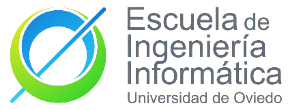 Escuela de
Ingeniería
Informática
Universidad de Oviedo